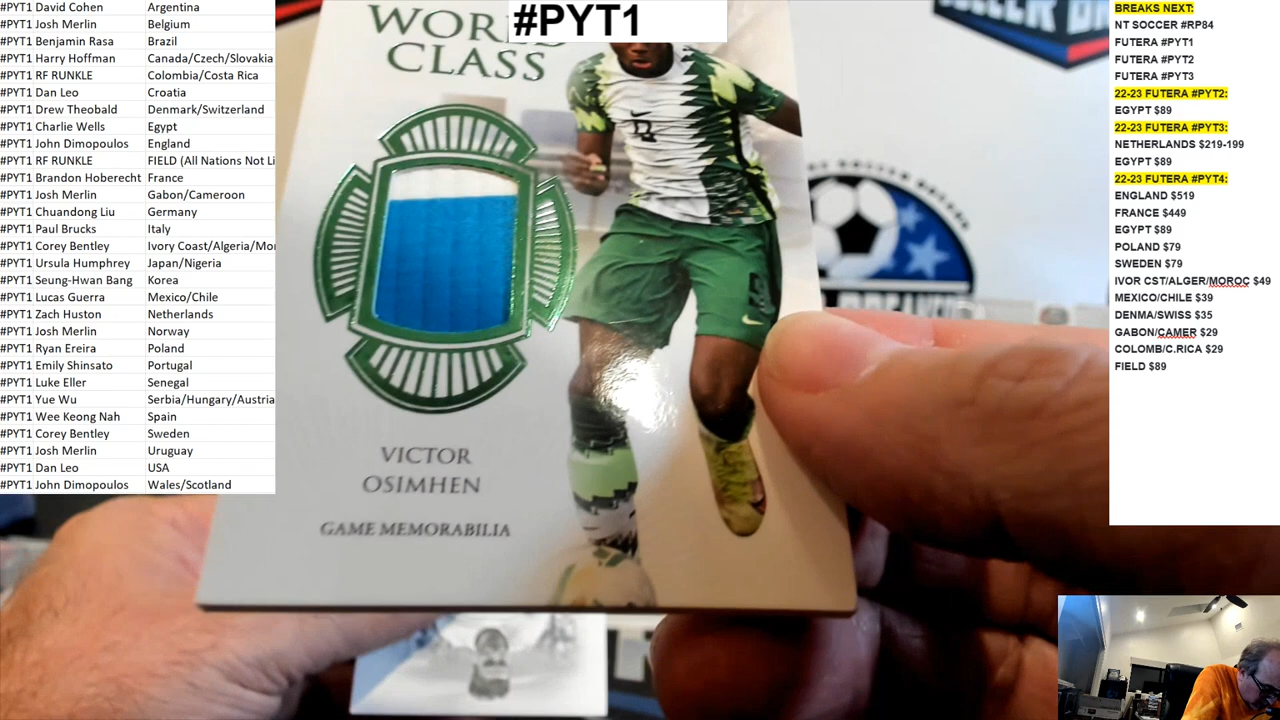 #PYT1 David Cohen Argentina
#PYT1 Josh Merlin Belgium
#PYT1 Benjamin Rasa Brazil
#PYT1 Harry Hoffman Canada/Czech/Slovakia
#PYT1 RF RUNKLE Colombia/Costa Rica
#PYT1 Dan Leo Croatia
#PYT1 Drew Theobald Denmark/Switzerland
#PYT1 Charlie Wells Egypt
#PYT1 John Dimopoulos England
#PYT1 RF RUNKLE FIELD (All Nations Not Li
#PYT1 Brandon Hoberecht France
#PYT1 Josh Merlin Gabon/Cameroon
#PYT1 Chuandong Liu Germany
#PYT1 Paul Brucks Italy
#PYT1 Corey Bentley Ivory Coast/Algeria/Mor
#PYT1 Ursula Humphrey Japan/Nigeria
#PYT1 Seung-Hwan Bang Korea
#PYT1 Lucas Guerra Mexico/Chile
#PYT1 Zach Huston Netherlands
#PYT1 Josh Merlin Norway
#PYT1 Ryan Ereira Poland
#PYT1 Emily Shinsato Portugal
#PYT1 Luke Eller Senegal
#PYT1 Yue Wu Serbia/Hungary/Austria
#PYT1 Wee Keong Nah Spain
#PYT1 Corey Bentley Sweden
#PYT1 Josh Merlin Uruguay
#PYT1 Dan Leo USA
#PYT1 John Dimopoulos Wales/Scotland
#PYT1
WORLD
CLASS
VICTOR
OSIMHEN
GAME MEMORABILIA
BREAKS NEXT:
NT SOCCER #RP84
FUTERA #PYT1
FUTERA #PYT2
FUTERA #PYT3
22-23 FUTERA #PYT2:
EGYPT $89
22-23 FUTERA #PYT3:
NETHERLANDS $219-199
EGYPT $89
22-23 FUTERA #PYT4:
ENGLAND $519
FRANCE $449
EGYPT $89
POLAND $79
SWEDEN $79
IVOR CST/ALGER/MOROC $49
MEXICO/CHILE $39
DENMA/SWISS $35
GABON/CAMER $29
COLOMB/C.RICA $29
FIELD $89